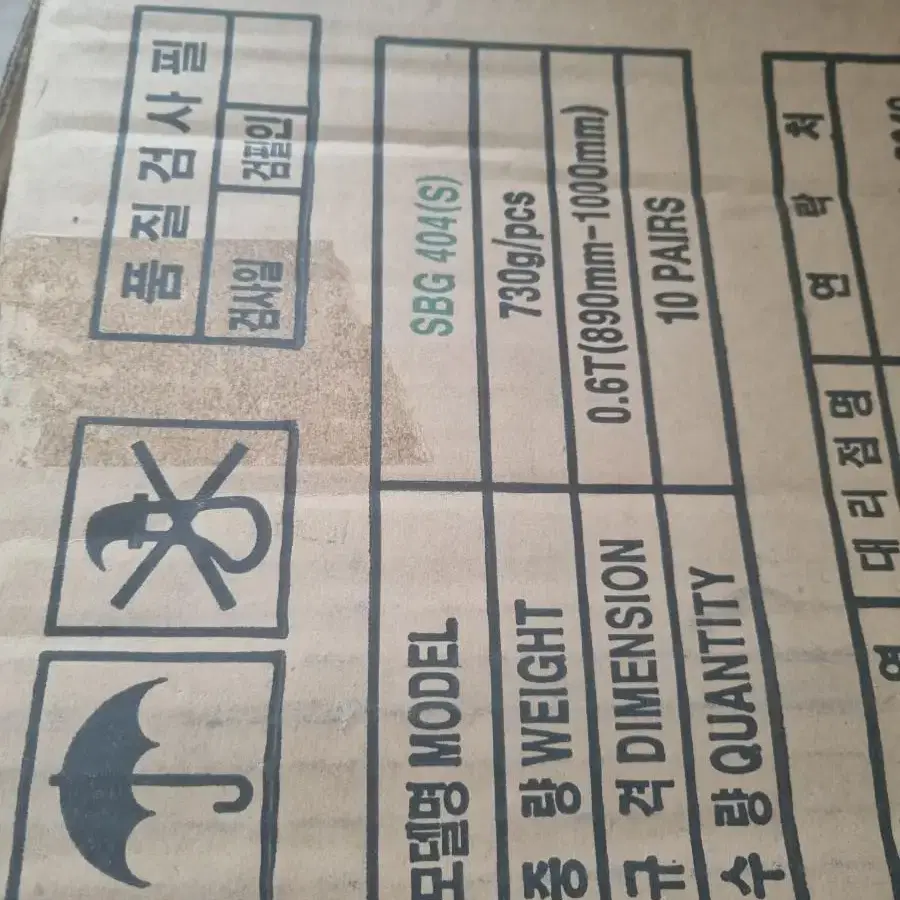 품질검사필
검사일 검필인
모델명 MODEL SBG 404(S)
중 량 WEIGHT 730g/pcs
규 격 DIMENSION 0.6T(890mm-1000mm)
수 량 QUANTITY 10 PAIRS
대 리 점 명 연 락 처